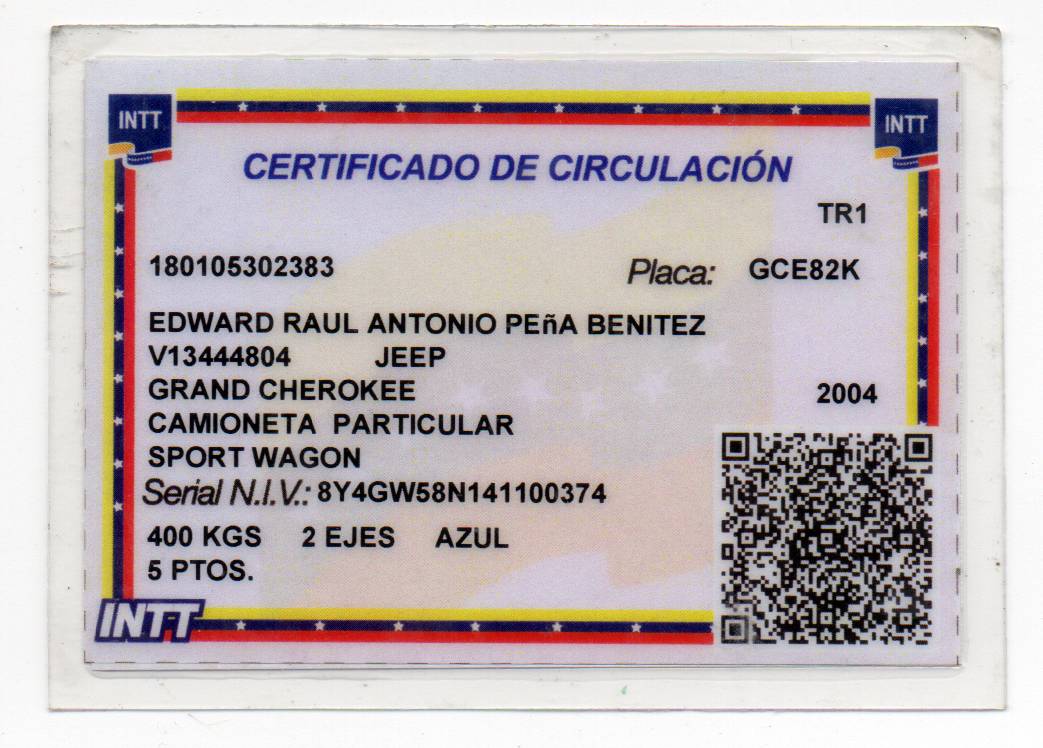 INTT
INTT
CERTIFICADO DE CIRCULACIÓN
TR1
180105302383 Placa: GCE82K
EDWARD RAUL ANTONIO PEñA BENITEZ
V13444804 JEEP
GRAND CHEROKEE 2004
CAMIONETA PARTICULAR
SPORT WAGON
Serial N.I.V.: 8Y4GW58N141100374
400 KGS 2 EJES AZUL
5 PTOS.
INTT